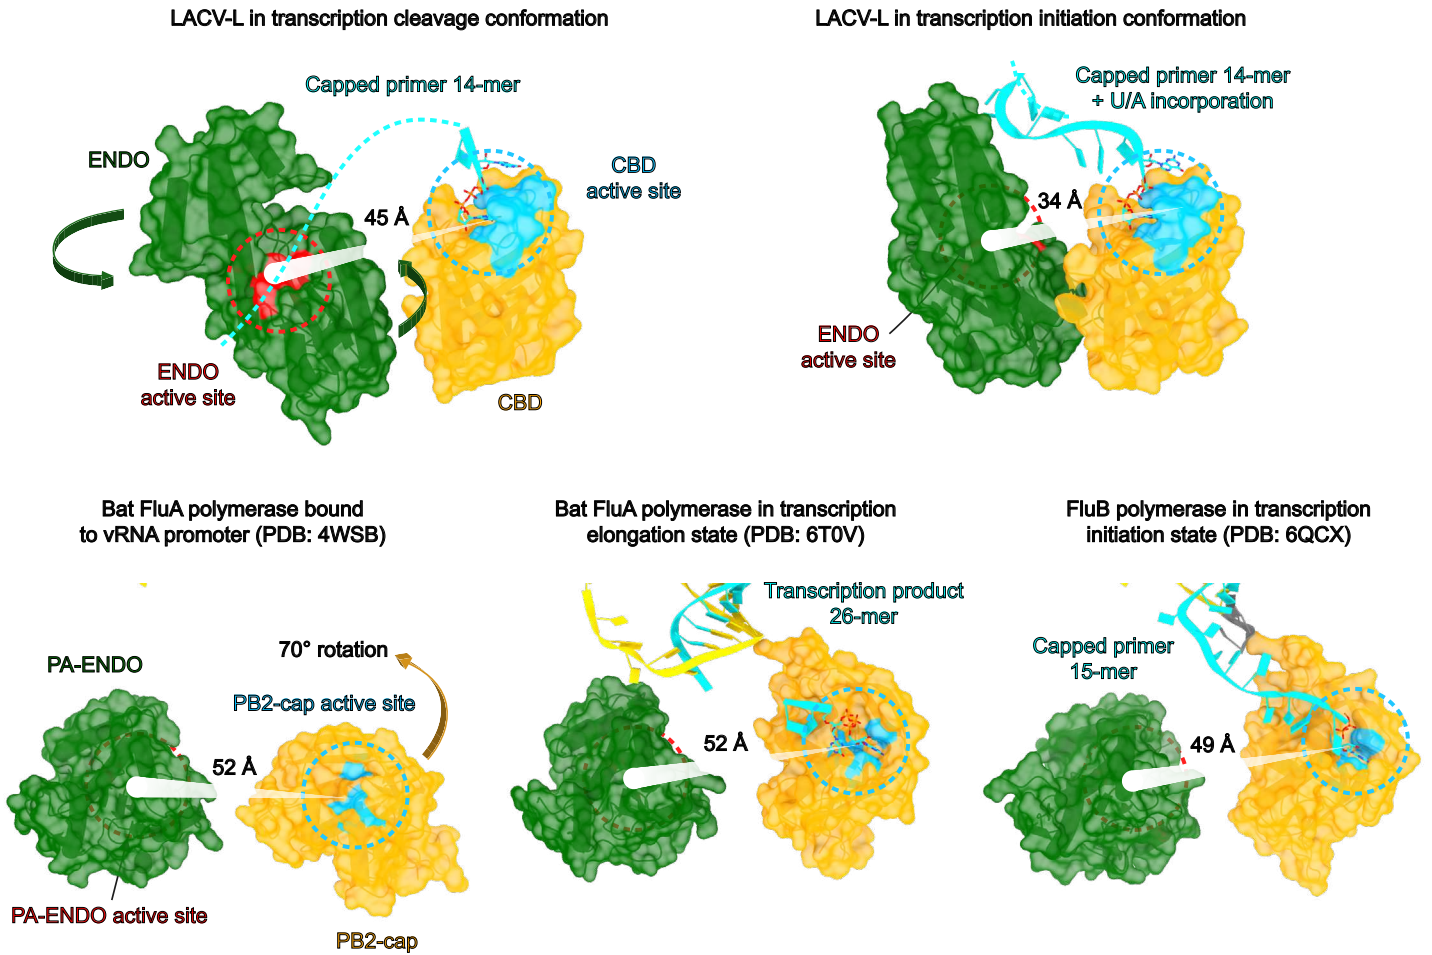 LACV-L in transcription cleavage conformation
LACV-L in transcription initiation conformation
Capped primer 14-mer
Capped primer 14-mer
+ U/A incorporation
ENDO
CBD
active site
45 Å
34 Å
ENDO
active site
CBD
ENDO
active site
Bat FluA polymerase bound
to vRNA promoter (PDB: 4WSB)
Bat FluA polymerase in transcription
elongation state (PDB: 6T0V)
FluB polymerase in transcription
initiation state (PDB: 6QCX)
PA-ENDO
70° rotation
PB2-cap active site
52 Å
PA-ENDO active site
PB2-cap
Transcription product
26-mer
52 Å
Capped primer
15-mer
49 Å